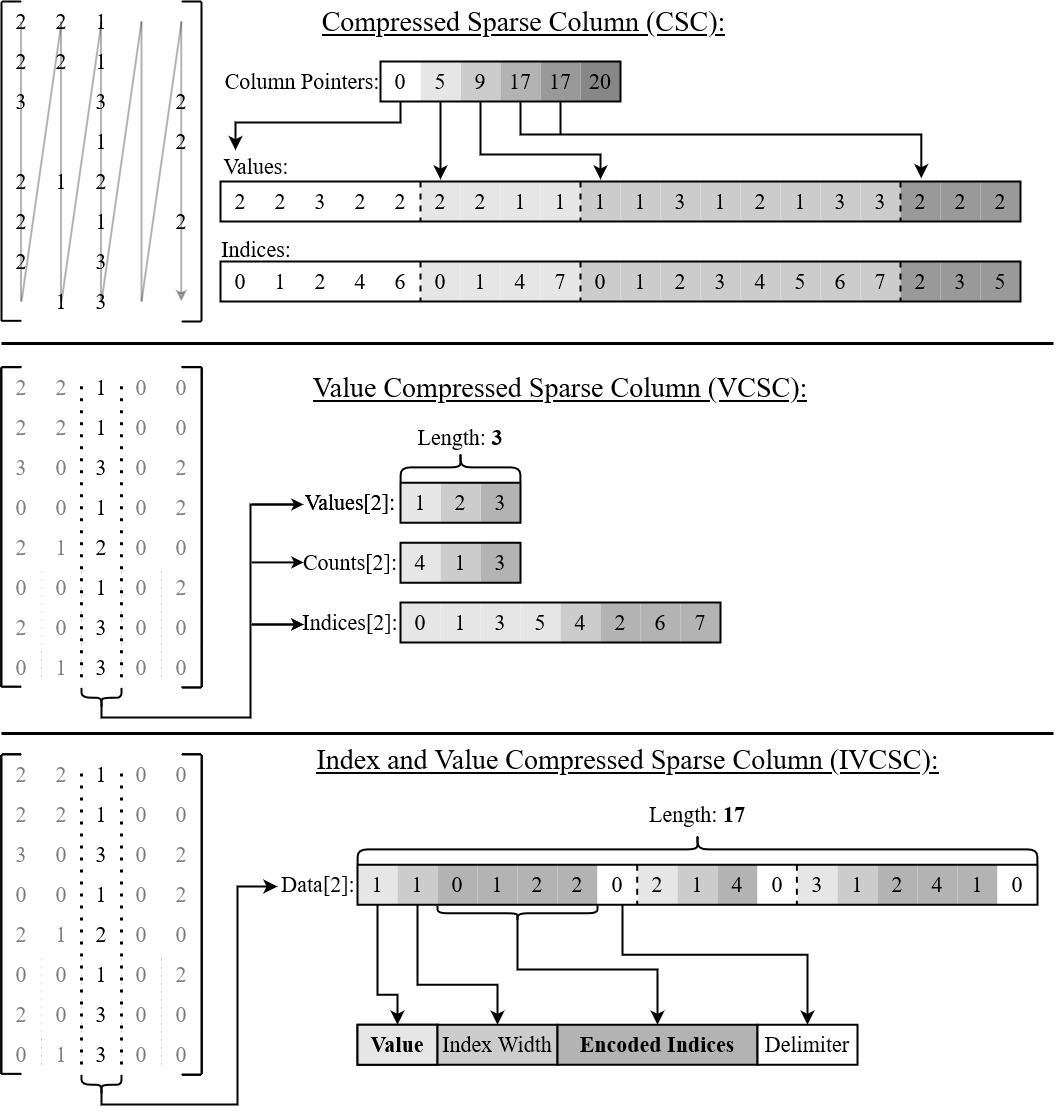 Compressed Sparse Column (CSC):
2 2 1
2 2 1
3 3 2
1 2
2 1 2
2 1 2
2 3
1 3
Column Pointers: 0 5 9 17 17 20
Values:
2 2 3 2 2 2 2 1 1 1 1 3 1 2 1 3 3 2 2 2
Indices:
0 1 2 4 6 0 1 4 7 0 1 2 3 4 5 6 7 2 3 5
Value Compressed Sparse Column (VCSC):
2 2 1 0 0
2 2 1 0 0
3 0 3 0 2
0 0 1 0 2
2 1 2 0 0
0 0 1 0 2
2 0 3 0 0
0 1 3 0 0
Length: 3
Values[2]: 1 2 3
Counts[2]: 4 1 3
Indices[2]: 0 1 3 5 4 2 6 7
Index and Value Compressed Sparse Column (IVCSC):
2 2 1 0 0
2 2 1 0 0
3 0 3 0 2
0 0 1 0 2
2 1 2 0 0
0 0 1 0 2
2 0 3 0 0
0 1 3 0 0
Length: 17
Data[2]: 1 1 0 1 2 2 0 2 1 4 0 3 1 2 4 1 0
Value Index Width Encoded Indices Delimiter